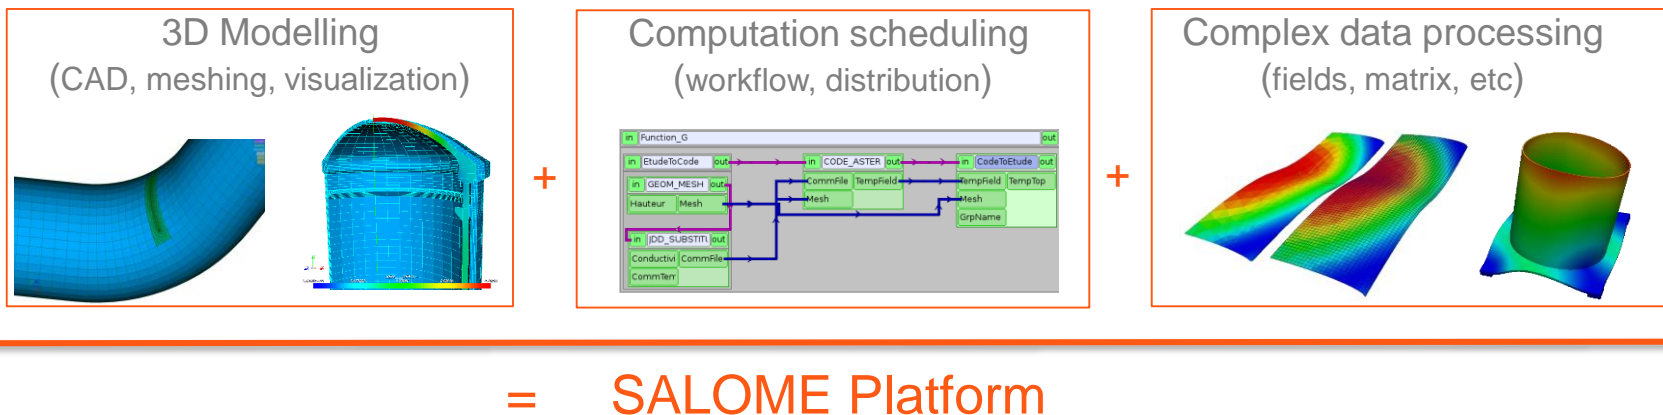 3D Modelling
(CAD, meshing, visualization)
+
Computation scheduling
(workflow, distribution)
in Function_G out
in EtudeToCode out
in CODE_ASTER out
in CodeToEtude out
in GEOM_MESH out
CommFile TempField
TempField TempTop
Hauteur Mesh
Mesh
Mesh
GrpName
in JDD_SUBSTITU out
Conductivi CommFile
CommTem
+
Complex data processing
(fields, matrix, etc)
= SALOME Platform